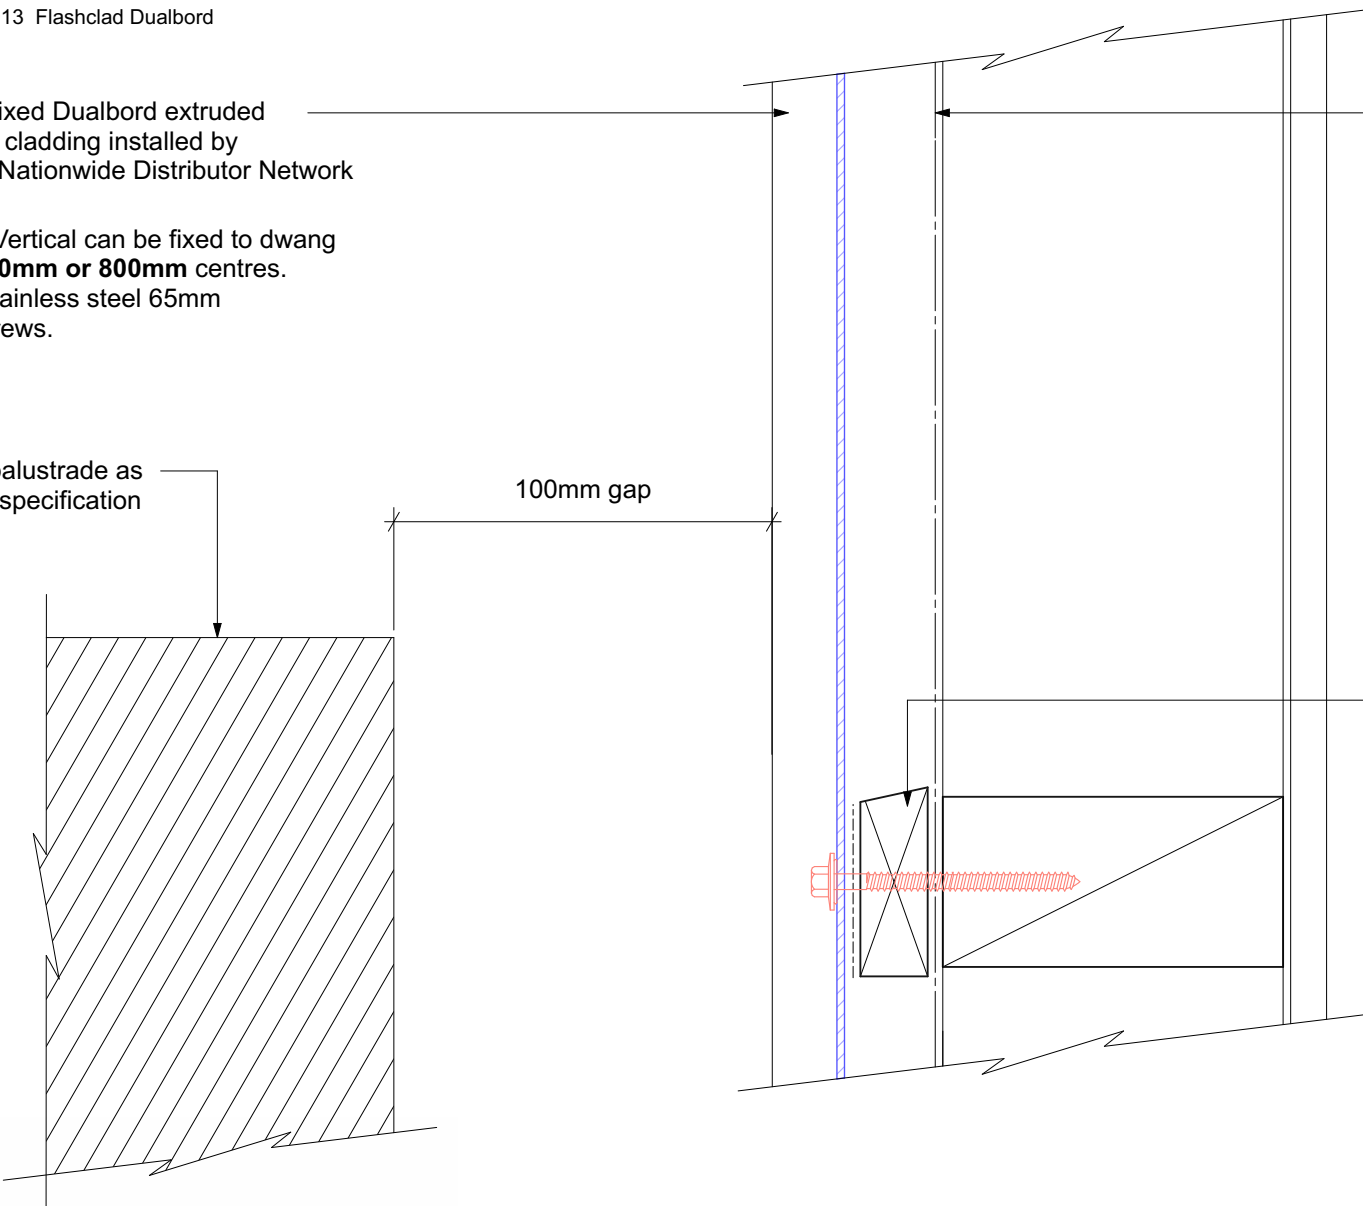 13 Flashclad Dualbord
ixed Dualbord extruded
cladding installed by
Nationwide Distributor Network
Vertical can be fixed to dwang
0mm or 800mm centres.
ainless steel 65mm
ews.
alustrade as
specification
100mm gap